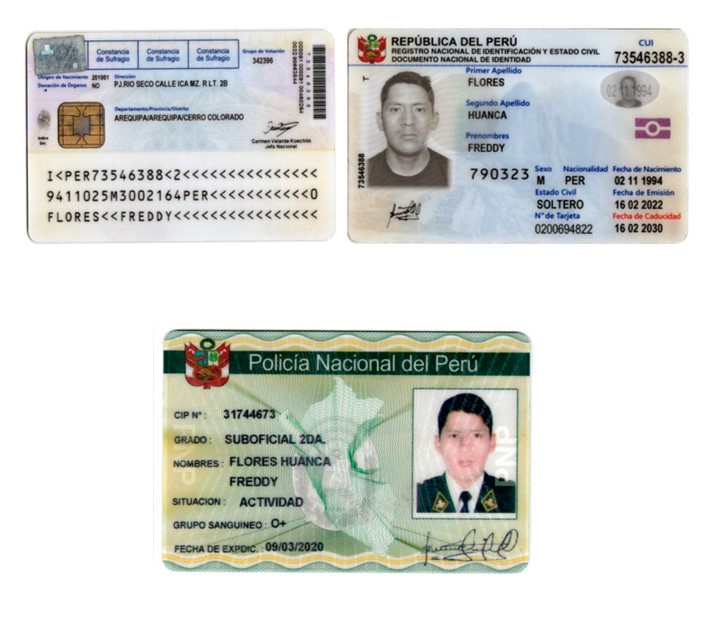 Constancia de Sufragio
Constancia de Sufragio
Constancia de Sufragio
Grupo de Votación
342396
Ubigeo de Nacimiento 201001
Donación de Órganos NO
Dirección
PJ.RIO SECO CALLE ICA MZ. R LT. 2B
Departamento/Provincia/Distrito
AREQUIPA/AREQUIPA/CERRO COLORADO
Carmen Velarde Koechlin
Jefa Nacional
I<PER73546388<2<<<<<<<<<<<<<<<
9411025M3002164PER<<<<<<<<<<<0
FLORES<<FREDDY<<<<<<<<<<<<<<<<
REPÚBLICA DEL PERÚ
REGISTRO NACIONAL DE IDENTIFICACIÓN Y ESTADO CIVIL
DOCUMENTO NACIONAL DE IDENTIDAD
CUI
73546388-3
Primer Apellido
FLORES
Segundo Apellido
HUANCA
Prenombres
FREDDY
02 11 1994
73546388
790323
Sexo Nacionalidad Fecha de Nacimiento
M PER 02 11 1994
Estado Civil Fecha de Emisión
SOLTERO 16 02 2022
N° de Tarjeta Fecha de Caducidad
0200694822 16 02 2030
Policía Nacional del Perú
CIP N° : 31744673
GRADO : SUBOFICIAL 2DA.
NOMBRES : FLORES HUANCA
FREDDY
SITUACION : ACTIVIDAD
GRUPO SANGUINEO : O+
FECHA DE EXPDIC. : 09/03/2020
PNP
PNP